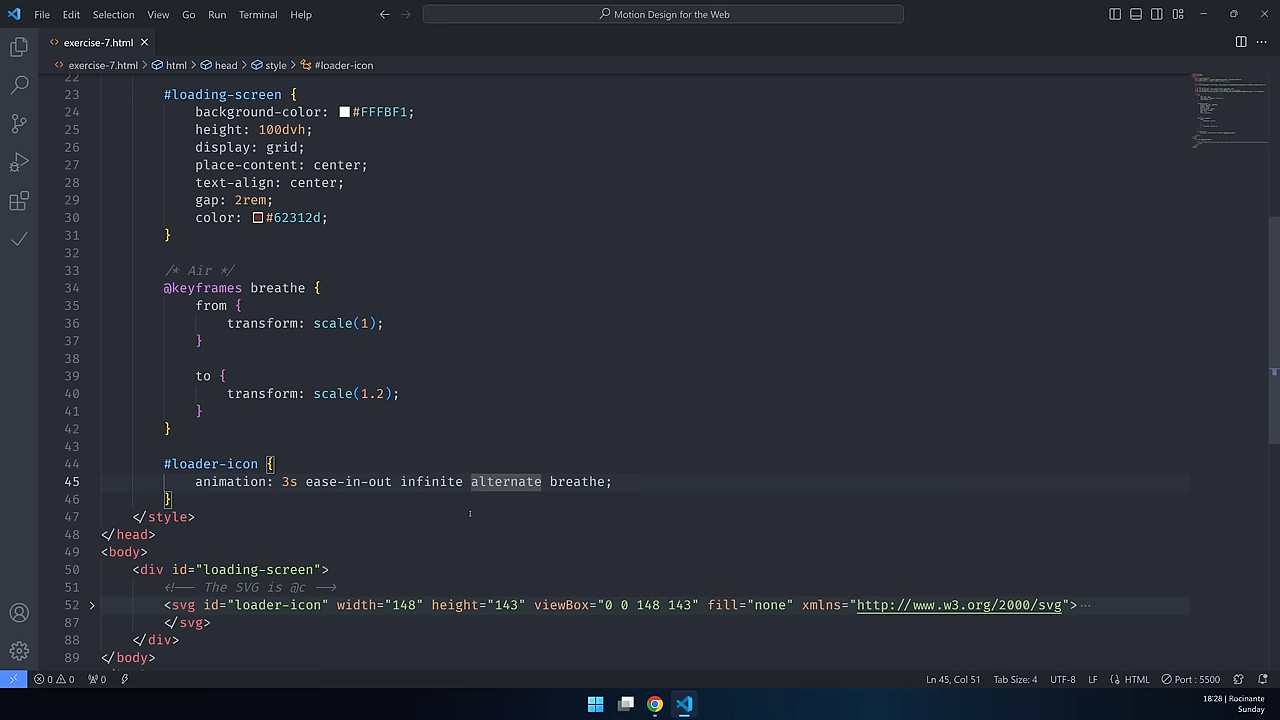 File Edit Selection View Go Run Terminal Help
Motion Design for the Web
exercise-7.html
exercise-7.html > html > head > style > #loader-icon
22
23 #loading-screen {
24 background-color: #FFFBF1;
25 height: 100dvh;
26 display: grid;
27 place-content: center;
28 text-align: center;
29 gap: 2rem;
30 color: #62312d;
31 }
32
33 /* Air */
34 @keyframes breathe {
35 from {
36 transform: scale(1);
37 }
38
39 to {
40 transform: scale(1.2);
41 }
42 }
43
44 #loader-icon {
45 animation: 3s ease-in-out infinite alternate breathe;
46 }
47 </style>
48 </head>
49 <body>
50 <div id="loading-screen">
51 <!-- The SVG is @c -->
52 <svg id="loader-icon" width="148" height="143" viewBox="0 0 148 143" fill="none" xmlns="http://www.w3.org/2000/svg">...
87 </svg>
88 </div>
89 </body>
0 0 0 Ln 45, Col 51 Tab Size: 4 UTF-8 LF HTML Port : 5500
18:28 | Rocinante
Sunday